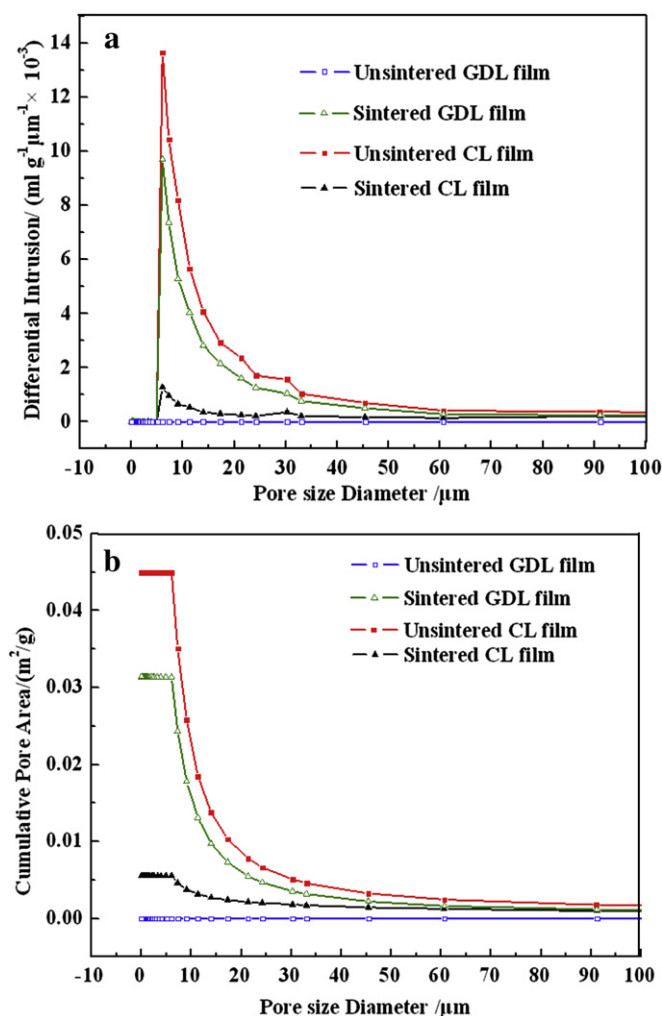 a
Differential Intrusion/ (ml g⁻¹ µm⁻¹ × 10⁻³)
14
12
10
8
6
4
2
0
Unsintered GDL film
Sintered GDL film
Unsintered CL film
Sintered CL film
-10 0 10 20 30 40 50 60 70 80 90 100
Pore size Diameter /µm
b
Cumulative Pore Area/(m²/g)
0.05
0.04
0.03
0.02
0.01
0.00
Unsintered GDL film
Sintered GDL film
Unsintered CL film
Sintered CL film
-10 0 10 20 30 40 50 60 70 80 90 100
Pore size Diameter /µm